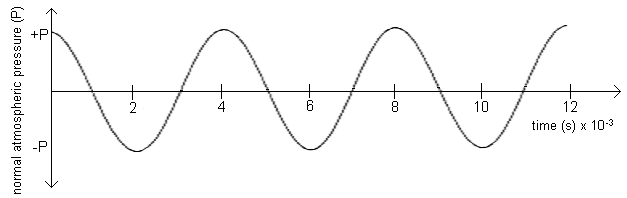 normal atmospheric pressure (P)
+P
-P
2 4 6 8 10 12
time (s) x 10-3